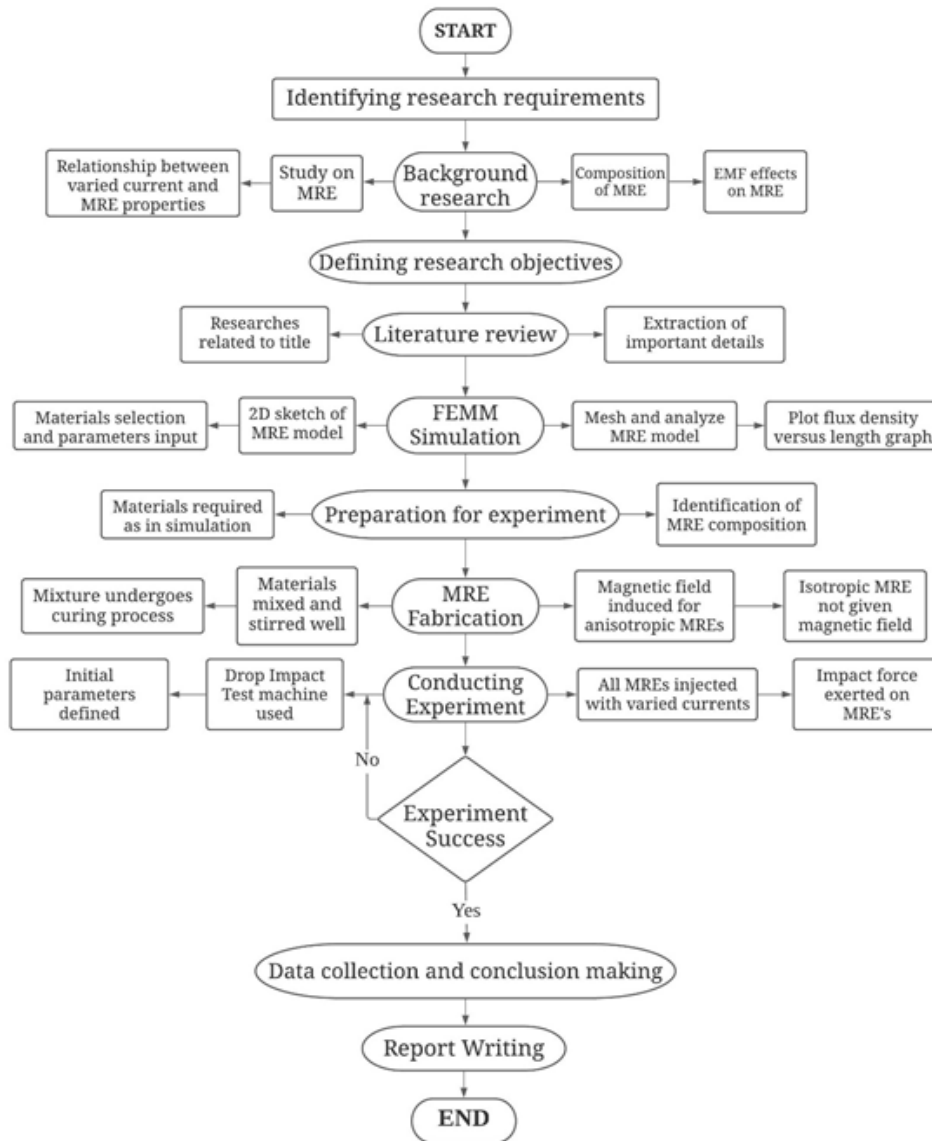 START
Identifying research requirements
Relationship between
varied current and
MRE properties
Study on
MRE
Background
research
Composition
of MRE
EMF effects
on MRE
Defining research objectives
Researches
related to title
Literature review
Extraction of
important details
Materials selection
and parameters input
2D sketch of
MRE model
FEMM
Simulation
Mesh and analyze
MRE model
Plot flux density
versus length graph
Materials required
as in simulation
Preparation for experiment
Identification of
MRE composition
Mixture undergoes
curing process
Materials
mixed and
stirred well
MRE
Fabrication
Magnetic field
induced for
anisotropic MREs
Isotropic MRE
not given
magnetic field
Initial
parameters
defined
Drop Impact
Test machine
used
Conducting
Experiment
All MREs injected
with varied currents
Impact force
exerted on
MRE's
No
Experiment
Success
Yes
Data collection and conclusion making
Report Writing
END